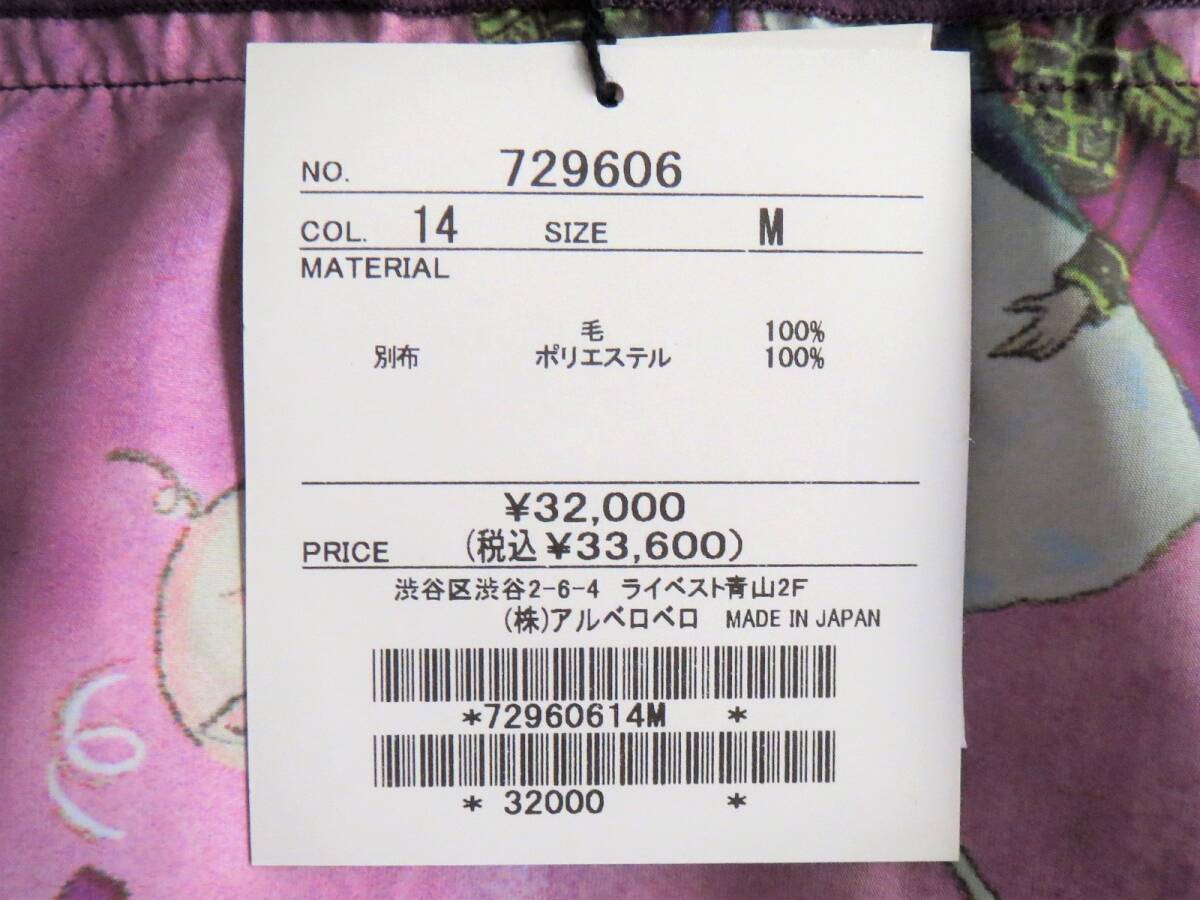 NO. 729606
COL. 14 SIZE M
MATERIAL
毛 100%
別布 ポリエステル 100%
¥32,000
PRICE (税込¥33,600)
渋谷区渋谷2-6-4 ライベスト青山2F
(株)アルベロベロ MADE IN JAPAN
*72960614M *
* 32000 *